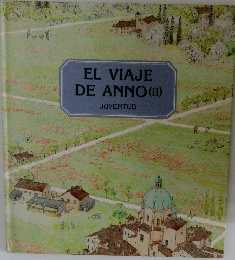 EL VIAJE
DE ANNO (II)
JUVENTUD